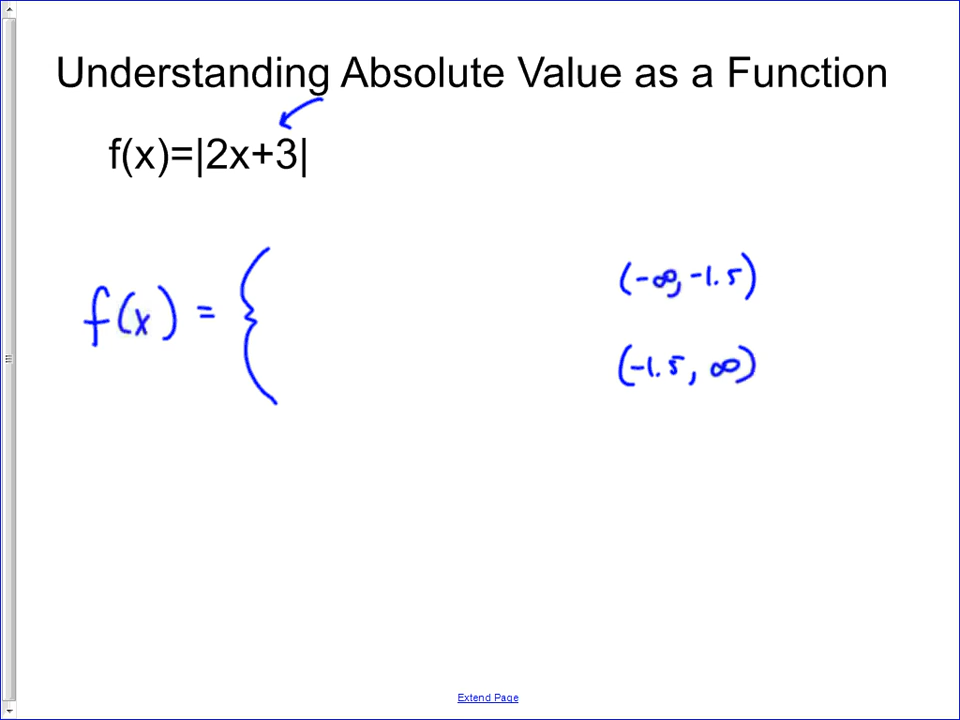 Understanding Absolute Value as a Function
f(x)=|2x+3|
f(x) = {
(-∞, -1.5)
(-1.5, ∞)
Extend Page